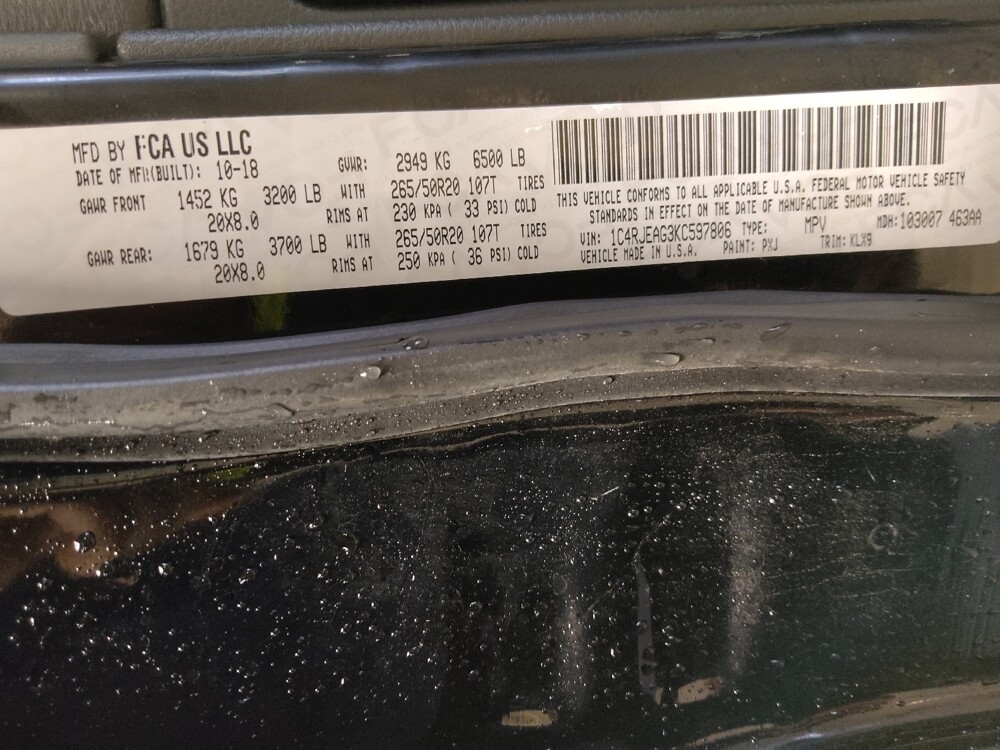 MFD BY FCA US LLC
DATE OF MFR(BUILT): 10-18 GVWR: 2949 KG 6500 LB
GAWR FRONT 1452 KG 3200 LB WITH 265/50R20 107T TIRES
20X8.0 RIMS AT 230 KPA ( 33 PSI) COLD
GAWR REAR: 1679 KG 3700 LB WITH 265/50R20 107T TIRES
20X8.0 RIMS AT 250 KPA ( 36 PSI) COLD
THIS VEHICLE CONFORMS TO ALL APPLICABLE U.S.A. FEDERAL MOTOR VEHICLE SAFETY
STANDARDS IN EFFECT ON THE DATE OF MANUFACTURE SHOWN ABOVE.
VIN: 1C4RJEAG3KC597806 TYPE: MPV MDH: 103007 463AA
VEHICLE MADE IN U.S.A. PAINT: PXJ TRIM: KLX9